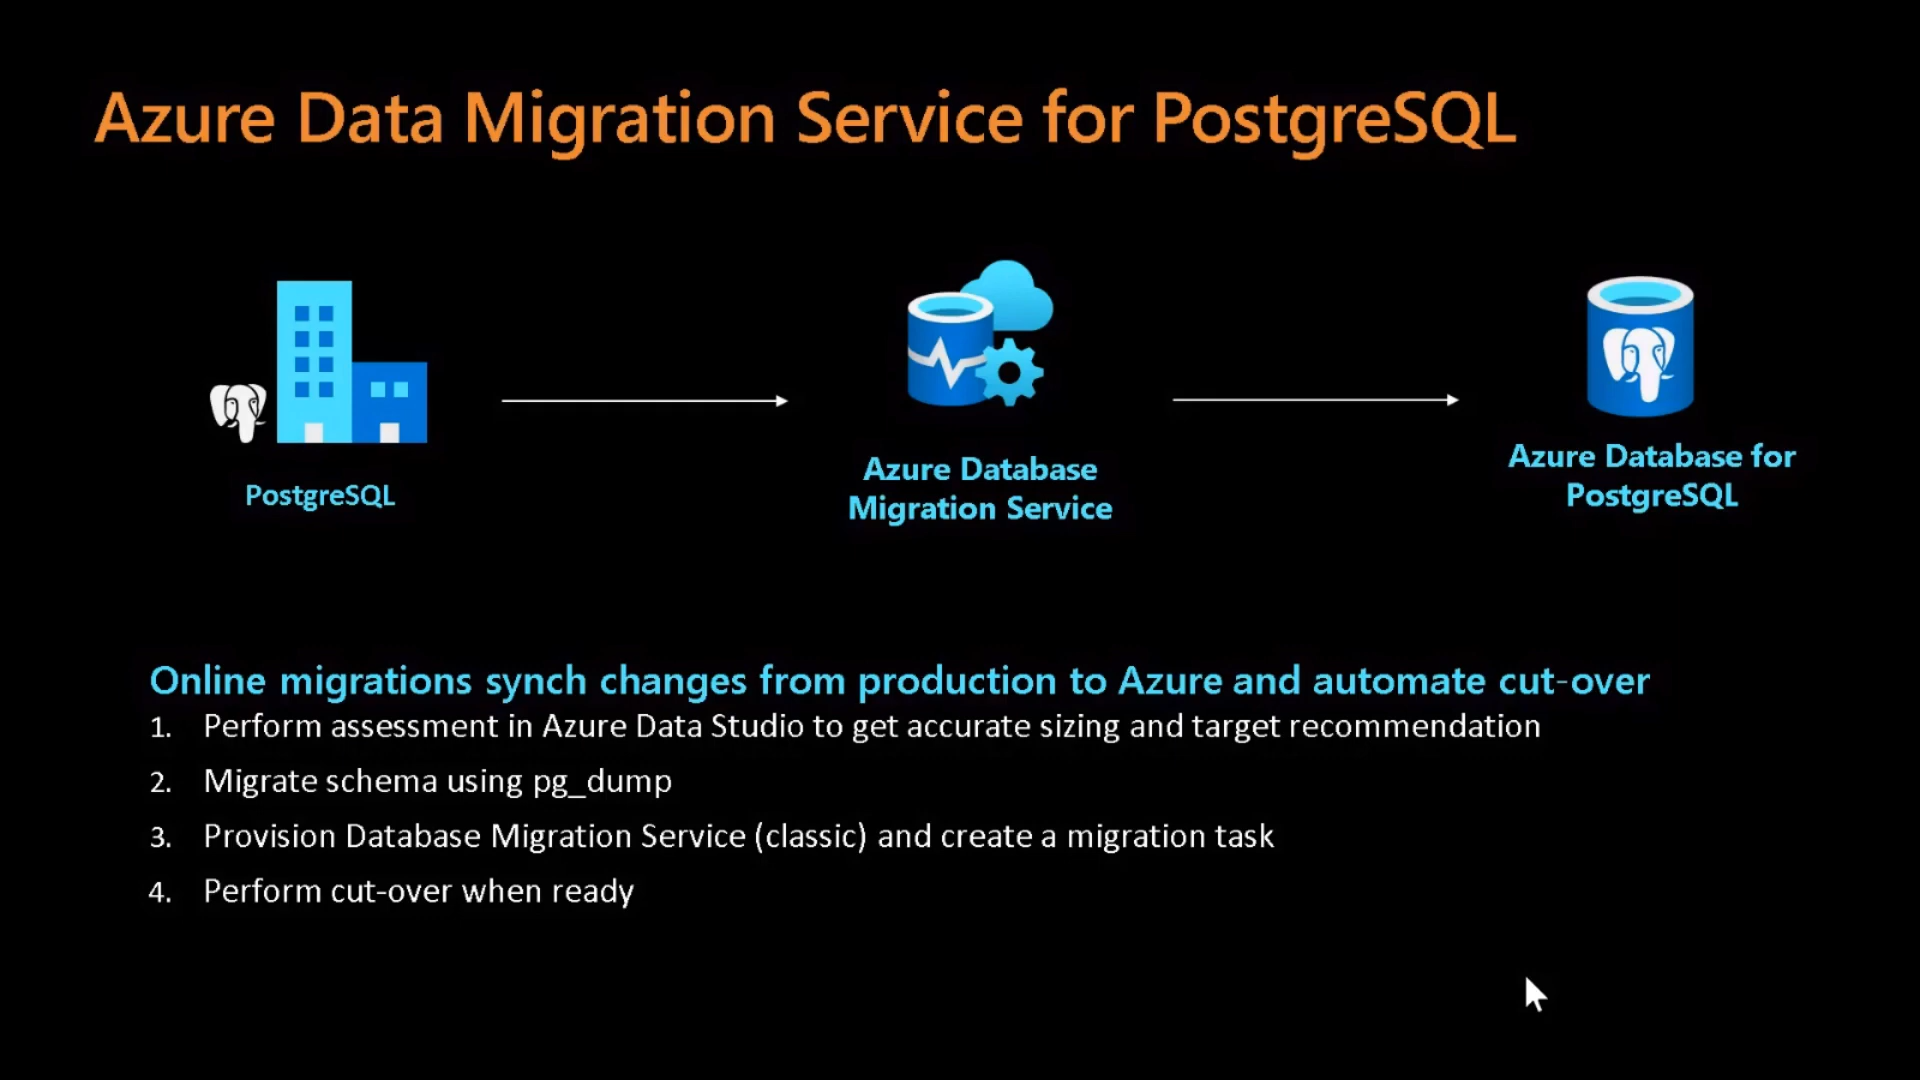 Azure Data Migration Service for PostgreSQL
PostgreSQL
Azure Database
Migration Service
Azure Database for
PostgreSQL
Online migrations synch changes from production to Azure and automate cut-over
1. Perform assessment in Azure Data Studio to get accurate sizing and target recommendation
2. Migrate schema using pg_dump
3. Provision Database Migration Service (classic) and create a migration task
4. Perform cut-over when ready